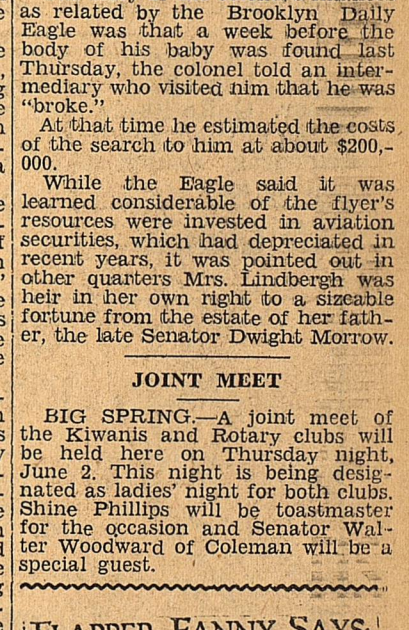 as related by the Brooklyn Daily
Eagle was that a week before the
body of his baby was found last
Thursday, the colonel told an inter-
mediary who visited him that he was
"broke."
At that time he estimated the costs
of the search to him at about $200,-
000.
While the Eagle said it was
learned considerable of the flyer's
resources were invested in aviation
securities, which had depreciated in
recent years, it was pointed out in
other quarters Mrs. Lindbergh was
heir in her own right to a sizeable
fortune from the estate of her fath-
er, the late Senator Dwight Morrow.
JOINT MEET
BIG SPRING.—A joint meet of
the Kiwanis and Rotary clubs will
be held here on Thursday night,
June 2. This night is being desig-
nated as ladies' night for both clubs.
Shine Phillips will be toastmaster
for the occasion and Senator Wal-
ter Woodward of Coleman will be a
special guest.
FLAPPER FANNY SAYS